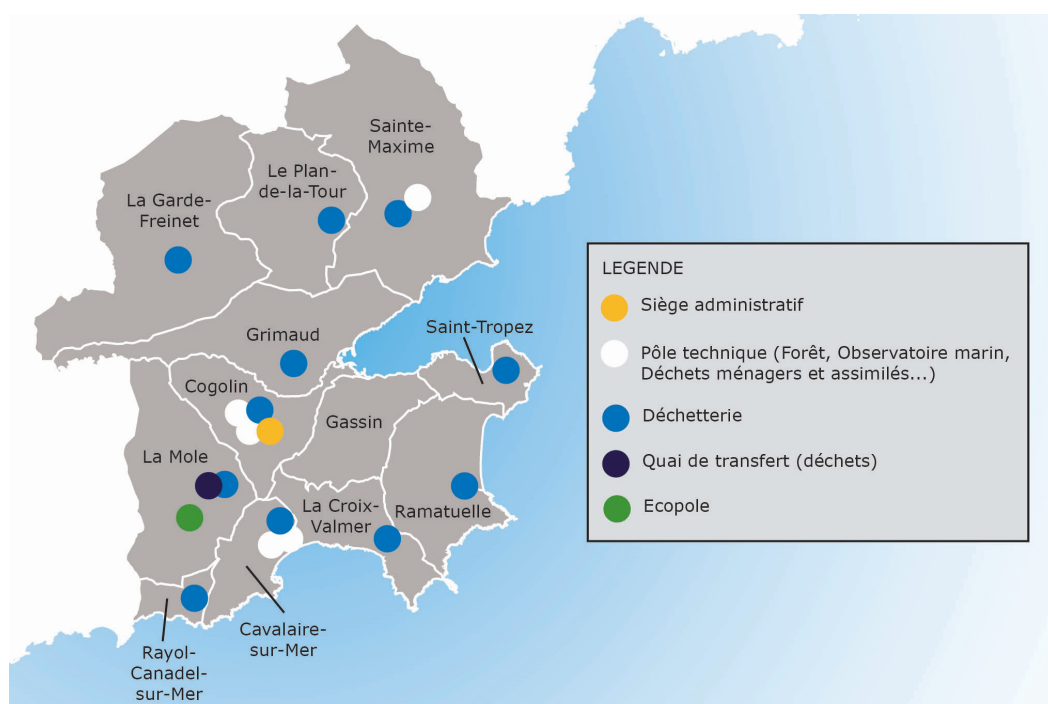 Sainte-
Maxime
Le Plan-
de-la-Tour
La Garde-
Freinet
Grimaud
Saint-Tropez
Cogolin
Gassin
La Mole
La Croix-
Valmer
Ramatuelle
Cavalaire-
sur-Mer
Rayol-
Canadel-
sur-Mer
LEGENDE
Siège administratif
Pôle technique (Forêt, Observatoire marin,
Déchets ménagers et assimilés...)
Déchetterie
Quai de transfert (déchets)
Ecopole